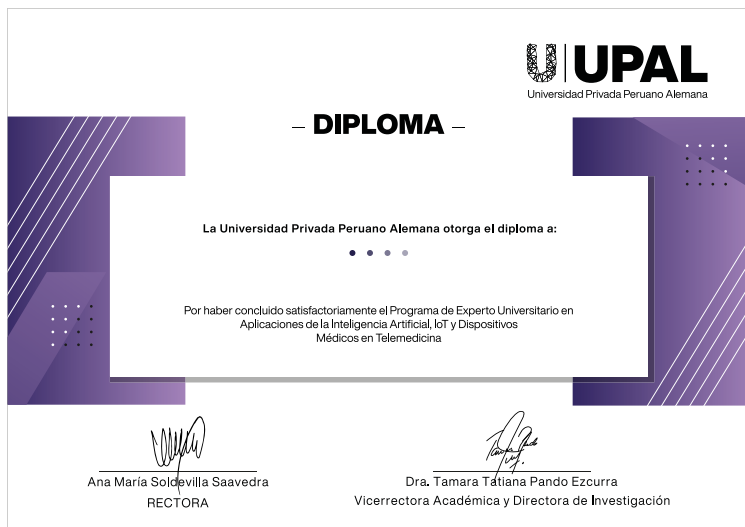 UPAL
Universidad Privada Peruano Alemana
– DIPLOMA –
La Universidad Privada Peruano Alemana otorga el diploma a:
Por haber concluido satisfactoriamente el Programa de Experto Universitario en
Aplicaciones de la Inteligencia Artificial, IoT y Dispositivos
Médicos en Telemedicina
Ana María Soldevilla Saavedra
RECTORA
Dra. Tamara Tatiana Pando Ezcurra
Vicerrectora Académica y Directora de Investigación